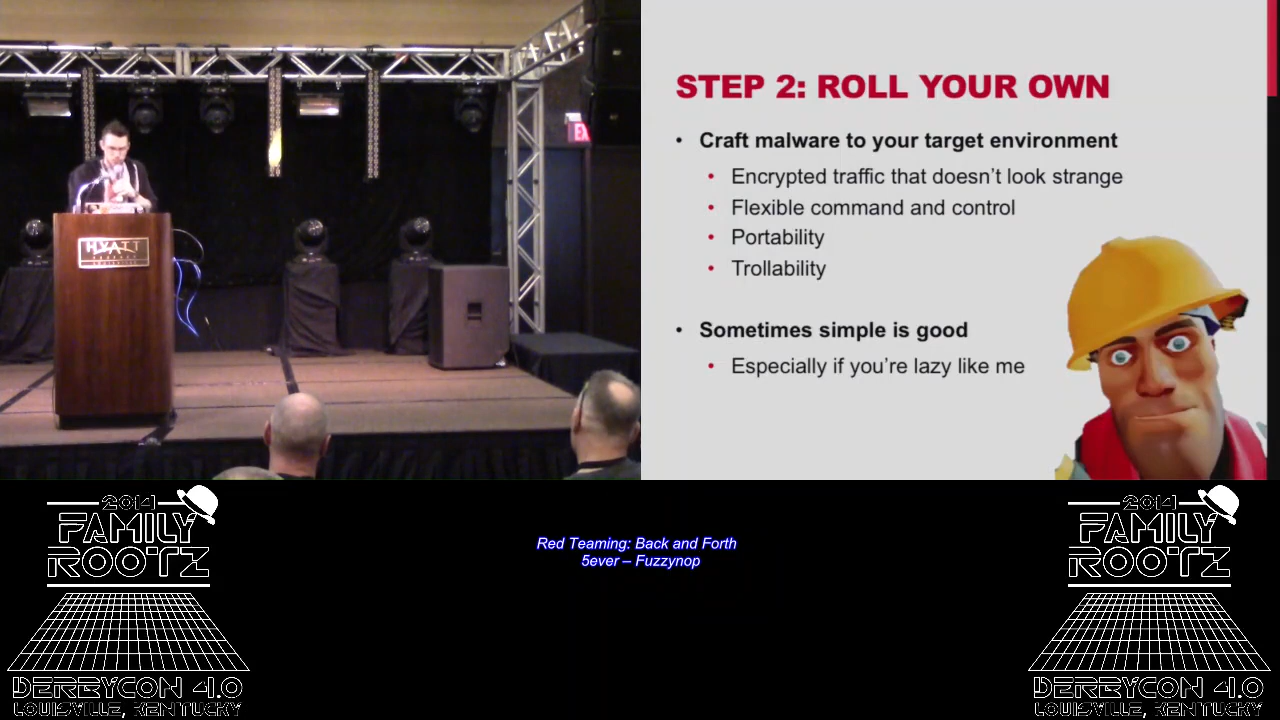 STEP 2: ROLL YOUR OWN
• Craft malware to your target environment
• Encrypted traffic that doesn't look strange
• Flexible command and control
• Portability
• Trollability
• Sometimes simple is good
• Especially if you're lazy like me
HYATT
2014
FAMILY
ROOTZ
DERBYCON 4.0
LOUISVILLE, KENTUCKY
Red Teaming: Back and Forth
5ever – Fuzzynop
2014
FAMILY
ROOTZ
DERBYCON 4.0
LOUISVILLE, KENTUCKY